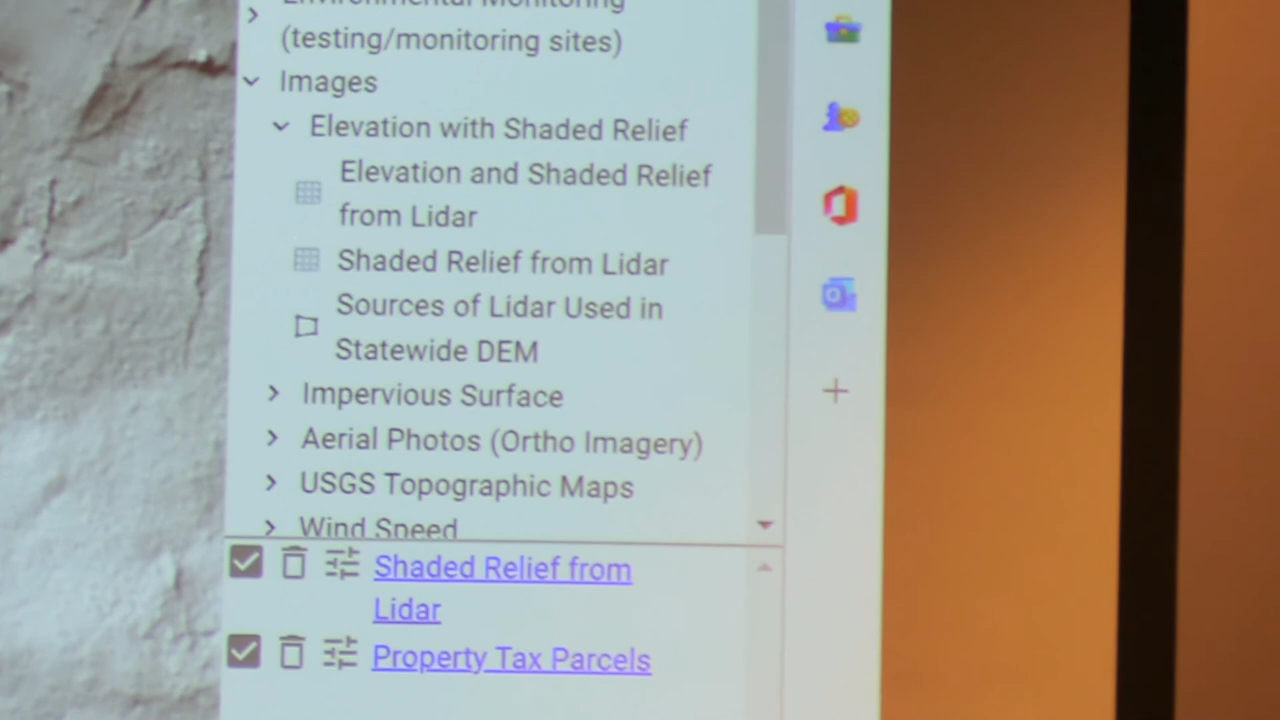 Environmental Monitoring
(testing/monitoring sites)
Images
Elevation with Shaded Relief
Elevation and Shaded Relief
from Lidar
Shaded Relief from Lidar
Sources of Lidar Used in
Statewide DEM
Impervious Surface
Aerial Photos (Ortho Imagery)
USGS Topographic Maps
Wind Speed
Shaded Relief from
Lidar
Property Tax Parcels